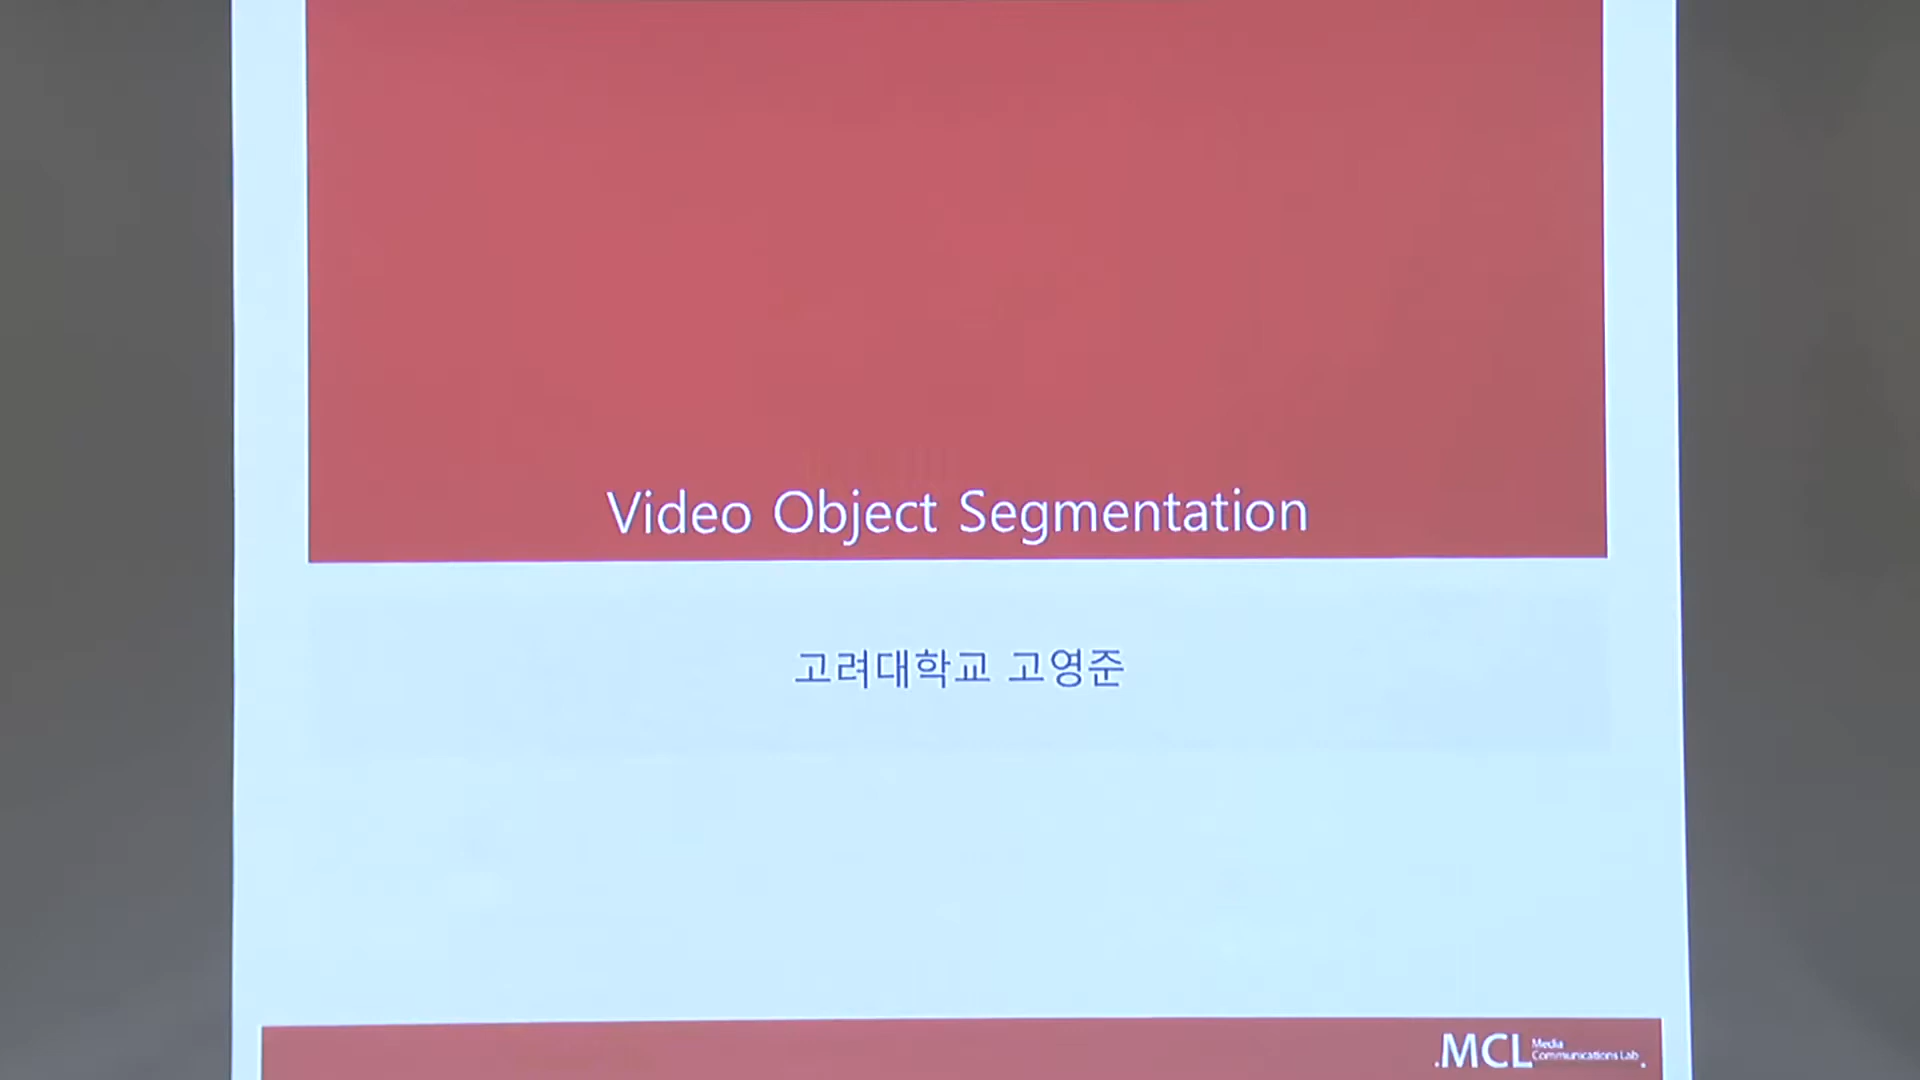 Video Object Segmentation
고려대학교 고영준
MCL Media
Communications Lab